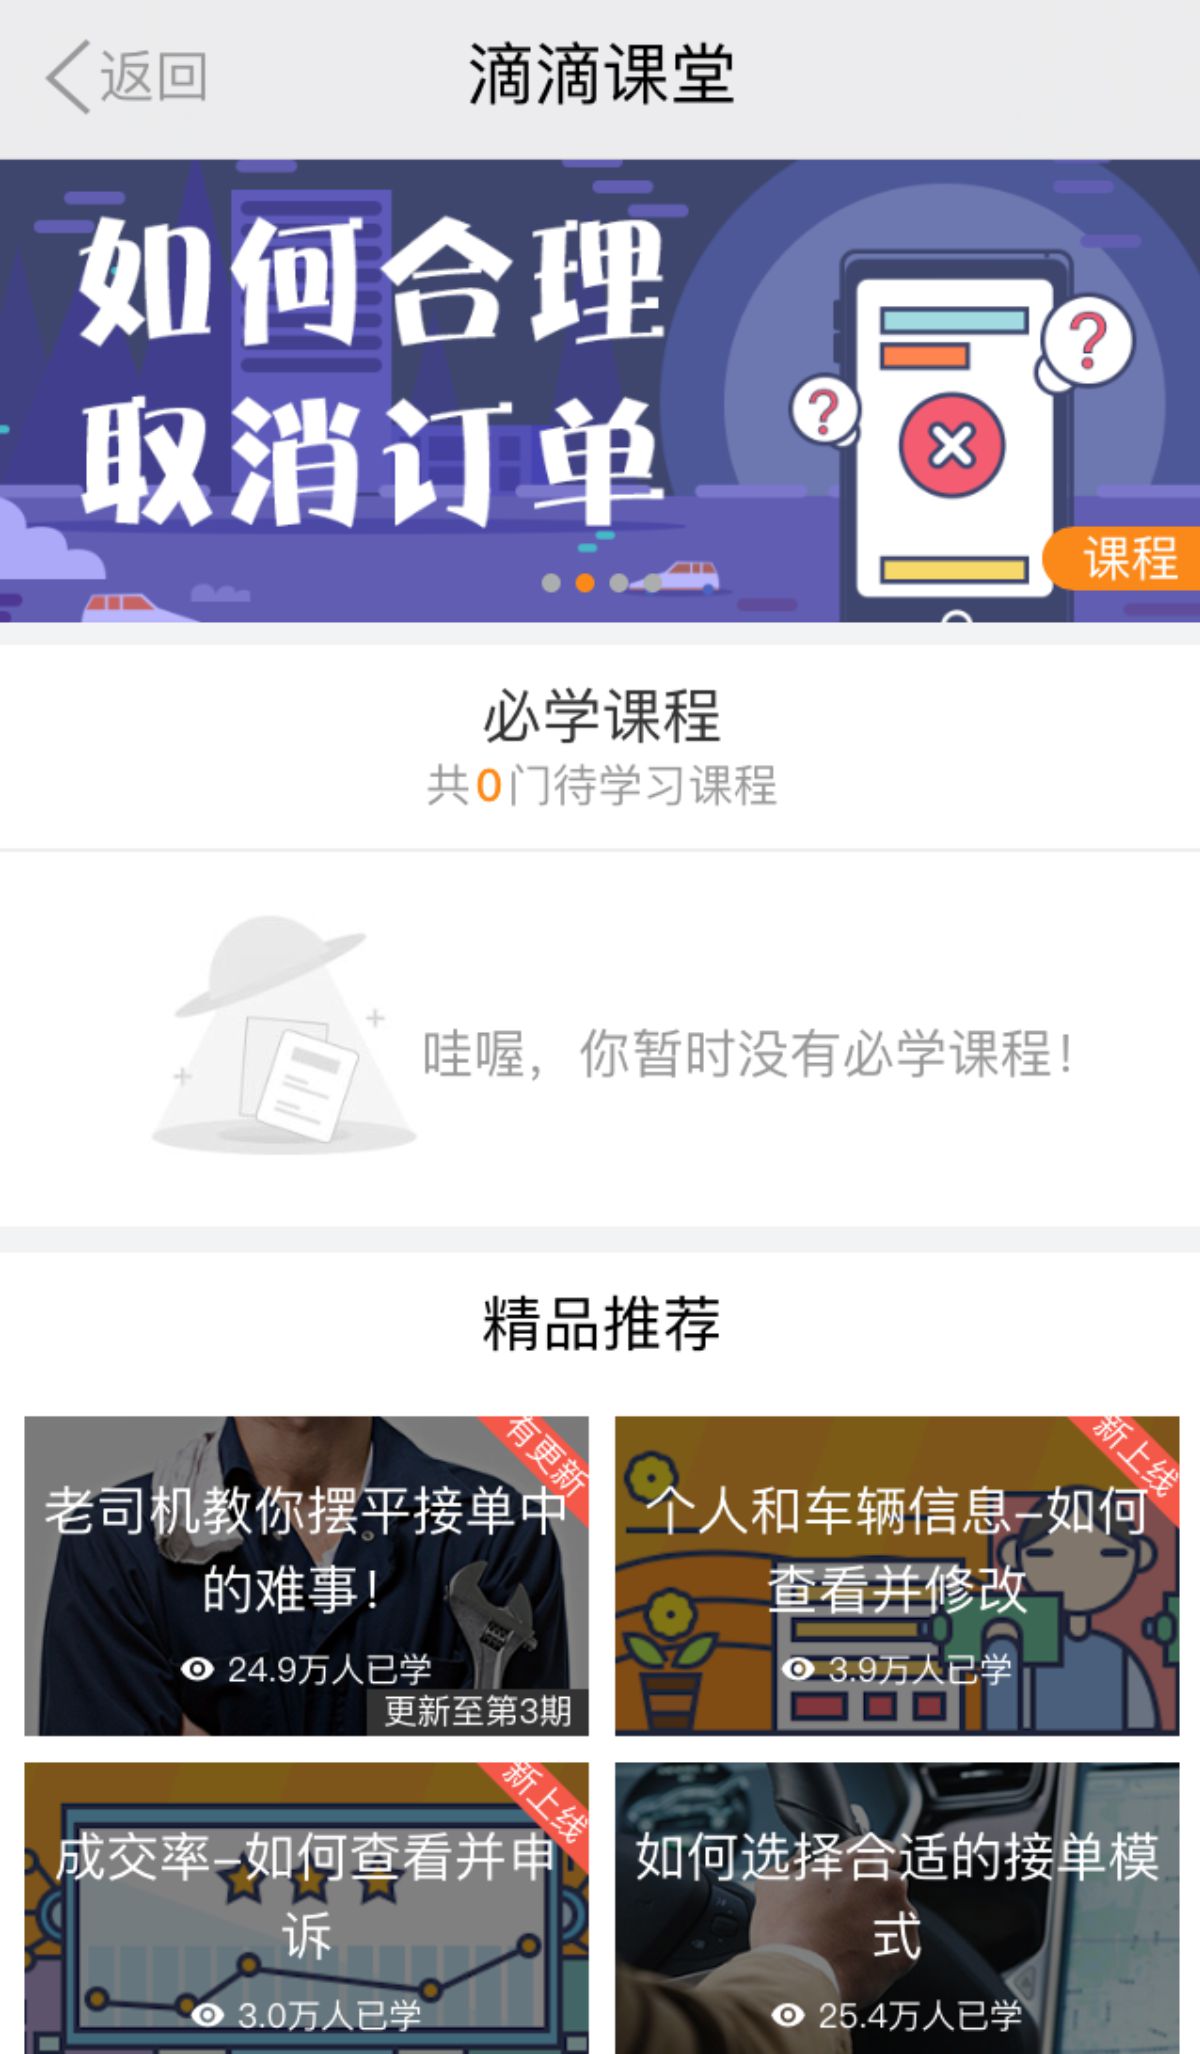 返回
滴滴课堂
如何合理
取消订单
课程
必学课程
共0门待学习课程
哇喔，你暂时没有必学课程！
精品推荐
有更新
老司机教你摆平接单中
的难事！
24.9万人已学
更新至第3期
新上线
个人和车辆信息-如何
查看并修改
3.9万人已学
新上线
成交率-如何查看并申
诉
3.0万人已学
如何选择合适的接单模
式
25.4万人已学